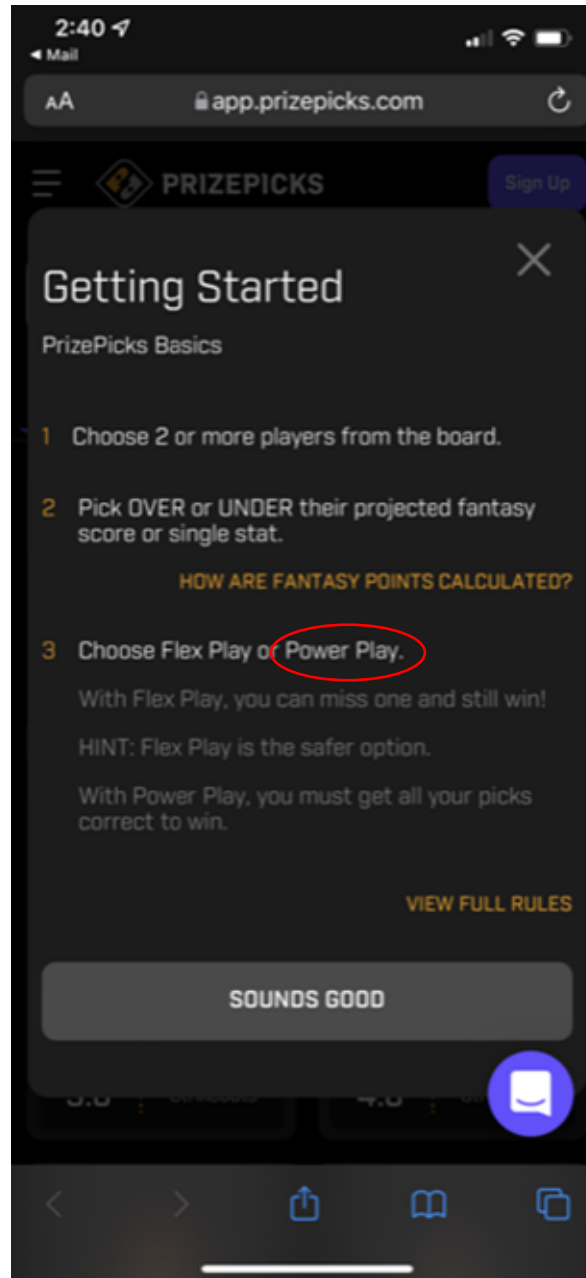 2:40
◄ Mail
AA app.prizepicks.com
PRIZEPICKS Sign Up
Getting Started
PrizePicks Basics
1 Choose 2 or more players from the board.
2 Pick OVER or UNDER their projected fantasy
score or single stat.
HOW ARE FANTASY POINTS CALCULATED?
3 Choose Flex Play or Power Play.
With Flex Play, you can miss one and still win!
HINT: Flex Play is the safer option.
With Power Play, you must get all your picks
correct to win.
VIEW FULL RULES
SOUNDS GOOD